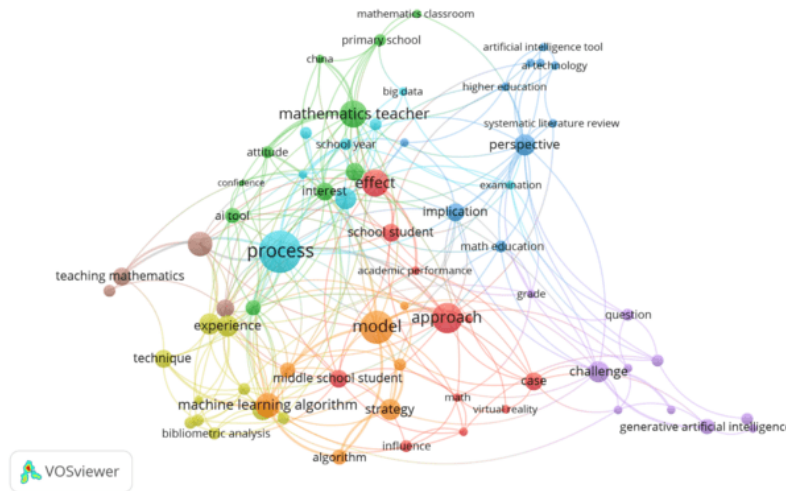 mathematics classroom
primary school
artificial intelligence tool
china
ai technology
big data
higher education
mathematics teacher
systematic literature review
school year
perspective
attitude
confidence
interest
effect
examination
ai tool
implication
school student
process
math education
teaching mathematics
academic performance
grade
experience
model
approach
question
technique
middle school student
case
challenge
machine learning algorithm
strategy
math
virtual reality
bibliometric analysis
influence
generative artificial intelligence
algorithm
VOSviewer